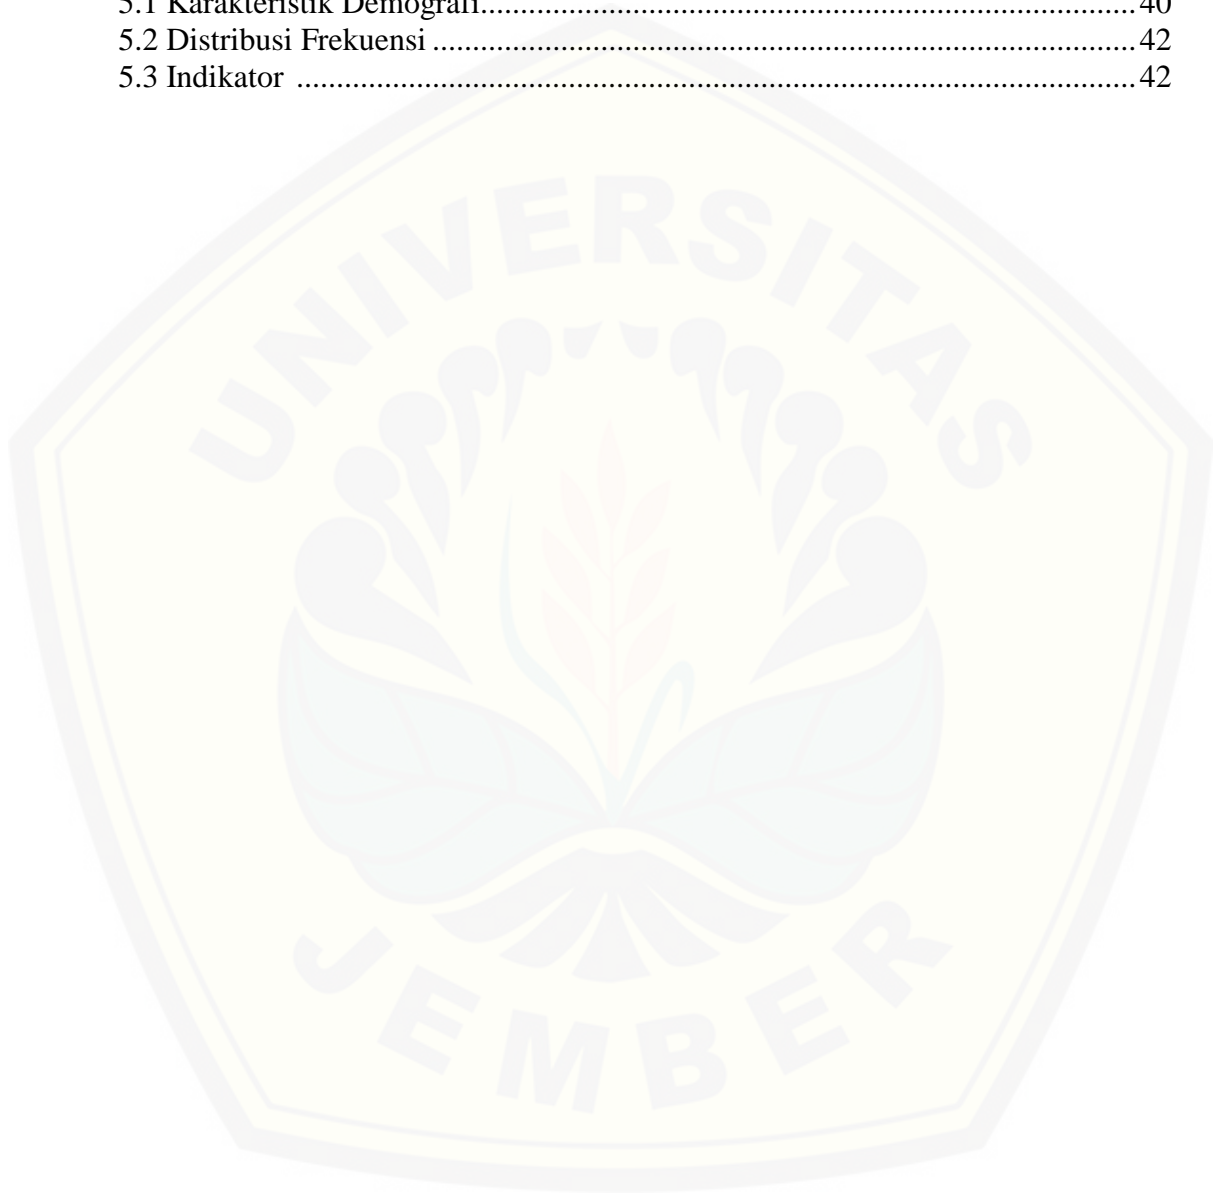 5.1 Karakteristik Demografi.....................................................................................40
5.2 Distribusi Frekuensi ...........................................................................................42
5.3 Indikator ............................................................................................................42
UNIVERSITAS
JEMBER